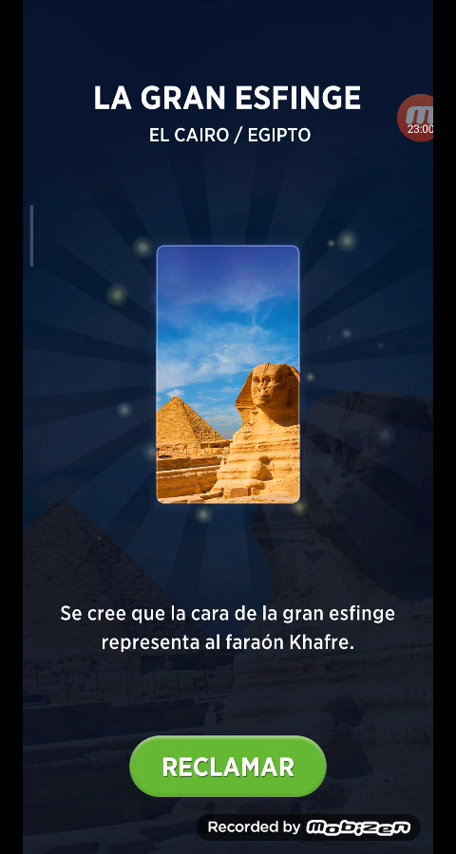 LA GRAN ESFINGE
EL CAIRO / EGIPTO
23:00
Se cree que la cara de la gran esfinge
representa al faraón Khafre.
RECLAMAR
Recorded by mobizen